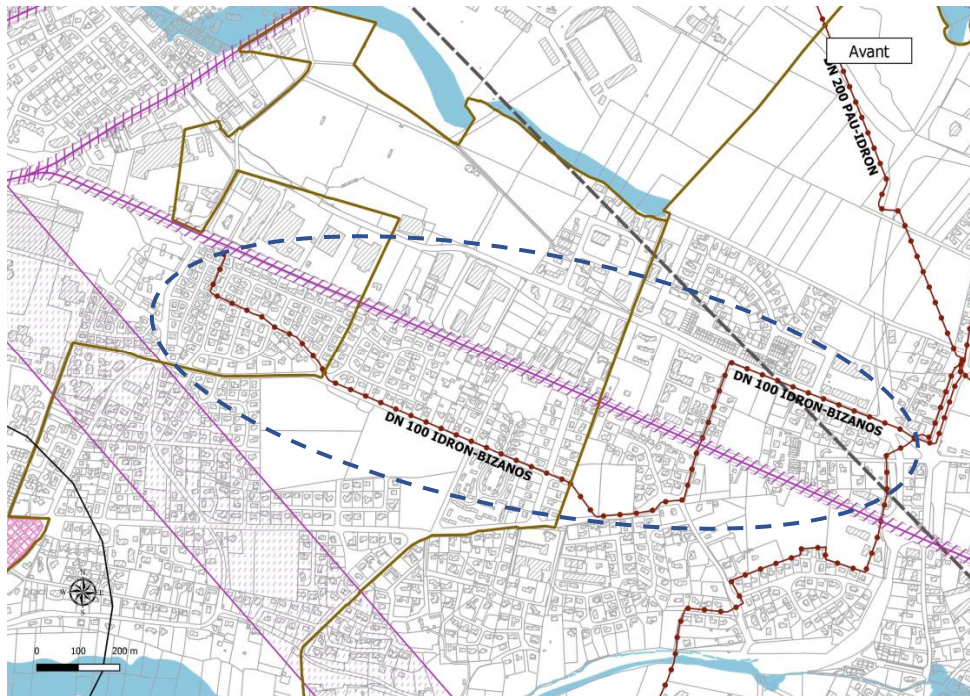 Avant
DN 200 PAU-IDRON
DN 100 IDRON-BIZANOS
DN 100 IDRON-BIZANOS
N
W E
S
0 100 200 m